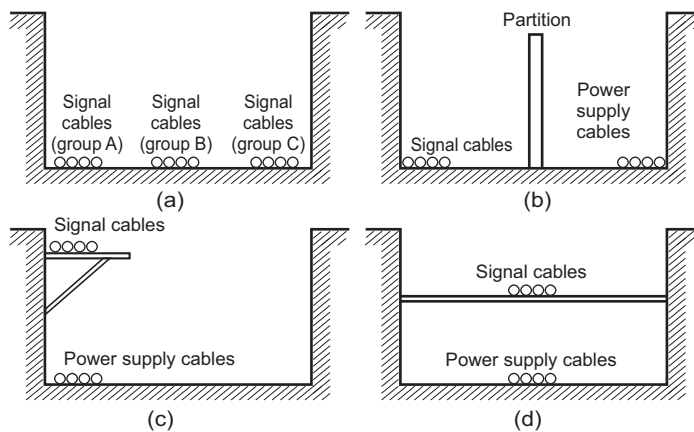 Signal
cables
(group A)
Signal
cables
(group B)
Signal
cables
(group C)
(a)
Partition
Signal cables
Power
supply
cables
(b)
Signal cables
Power supply cables
(c)
Signal cables
Power supply cables
(d)